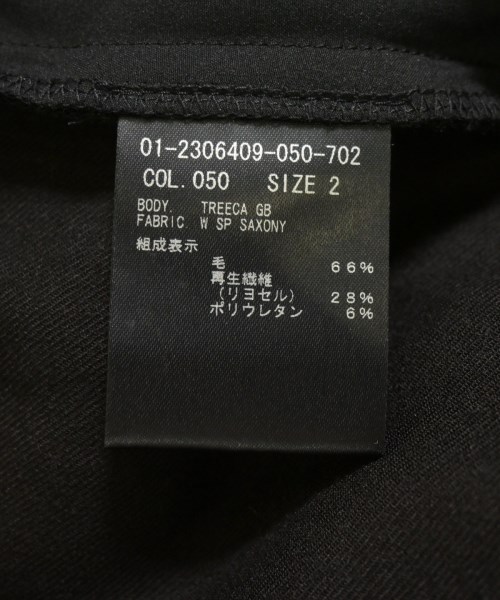 01-2306409-050-702
COL. 050 SIZE 2
BODY. TREECA GB
FABRIC W SP SAXONY
組成表示
毛 66%
再生繊維
(リヨセル) 28%
ポリウレタン 6%